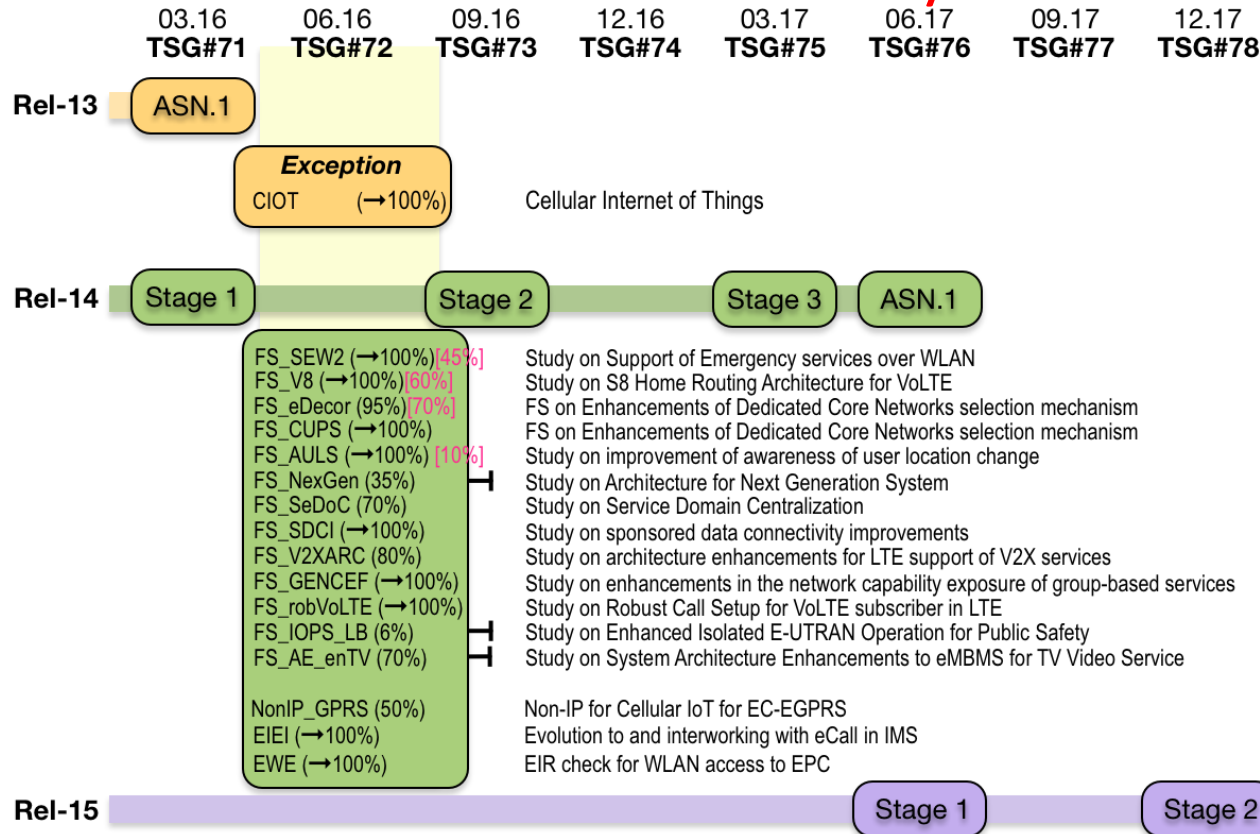 03.16 06.16 09.16 12.16 03.17 06.17 09.17 12.17
TSG#71 TSG#72 TSG#73 TSG#74 TSG#75 TSG#76 TSG#77 TSG#78
Rel-13 ASN.1
Exception
CIOT (→100%) Cellular Internet of Things
Rel-14 Stage 1 Stage 2 Stage 3 ASN.1
FS_SEW2 (→100%)[45%] Study on Support of Emergency services over WLAN
FS_V8 (→100%)[60%] Study on S8 Home Routing Architecture for VoLTE
FS_eDecor (95%)[70%] FS on Enhancements of Dedicated Core Networks selection mechanism
FS_CUPS (→100%) FS on Enhancements of Dedicated Core Networks selection mechanism
FS_AULS (→100%) [10%] Study on improvement of awareness of user location change
FS_NexGen (35%) Study on Architecture for Next Generation System
FS_SeDoC (70%) Study on Service Domain Centralization
FS_SDCI (→100%) Study on sponsored data connectivity improvements
FS_V2XARC (80%) Study on architecture enhancements for LTE support of V2X services
FS_GENCEF (→100%) Study on enhancements in the network capability exposure of group-based services
FS_robVoLTE (→100%) Study on Robust Call Setup for VoLTE subscriber in LTE
FS_IOPS_LB (6%) Study on Enhanced Isolated E-UTRAN Operation for Public Safety
FS_AE_enTV (70%) Study on System Architecture Enhancements to eMBMS for TV Video Service
NonIP_GPRS (50%) Non-IP for Cellular IoT for EC-EGPRS
EIEI (→100%) Evolution to and interworking with eCall in IMS
EWE (→100%) EIR check for WLAN access to EPC
Rel-15 Stage 1 Stage 2